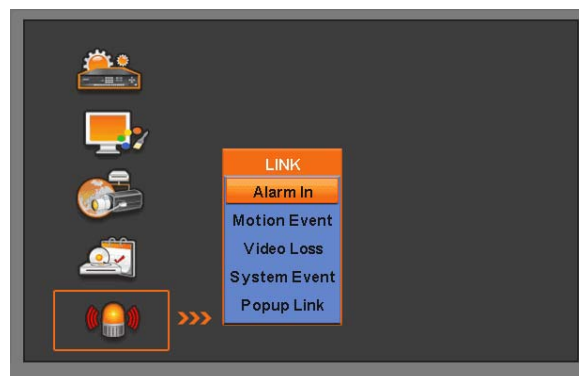 LINK
Alarm In
Motion Event
Video Loss
System Event
Popup Link